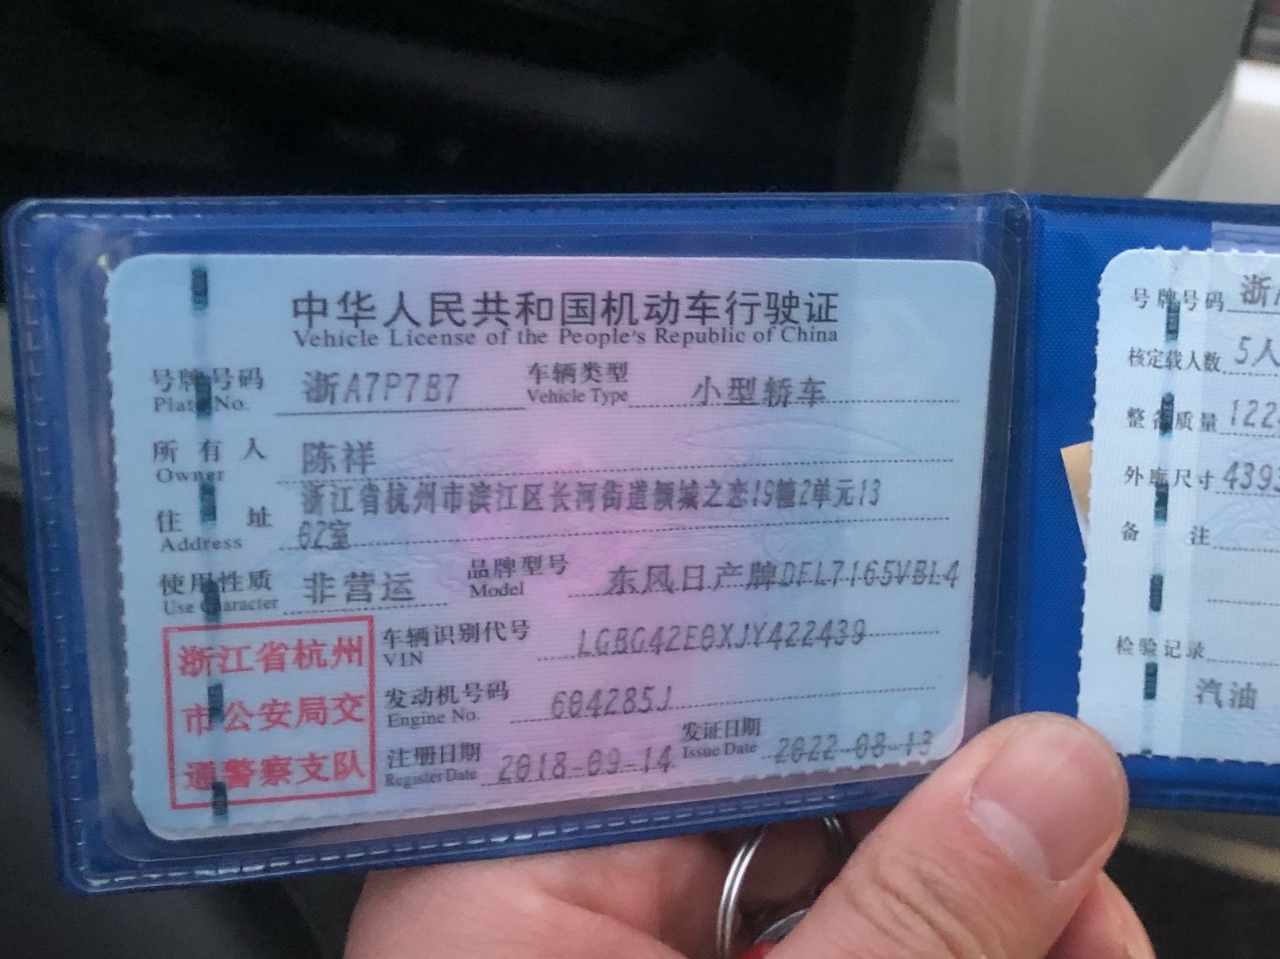 中华人民共和国机动车行驶证
Vehicle License of the People's Republic of China
号牌号码 浙A7P7B7 车辆类型 小型轿车
Plate No. Vehicle Type
所有人 陈祥
Owner
住址 浙江省杭州市滨江区长河街道倾城之恋19幢2单元13
Address 02室
使用性质 非营运 品牌型号 东风日产牌DFL7165VBL4
Use Character Model
车辆识别代号 LGBG42E0XJY422439
VIN
发动机号码 604285J
Engine No.
注册日期 2018-09-14 发证日期 2022-08-13
Register Date Issue Date
浙江省杭州
市公安局交
通警察支队
号牌号码 浙
核定载人数 5人
整备质量 122
外廓尺寸 439
备注
检验记录
汽油